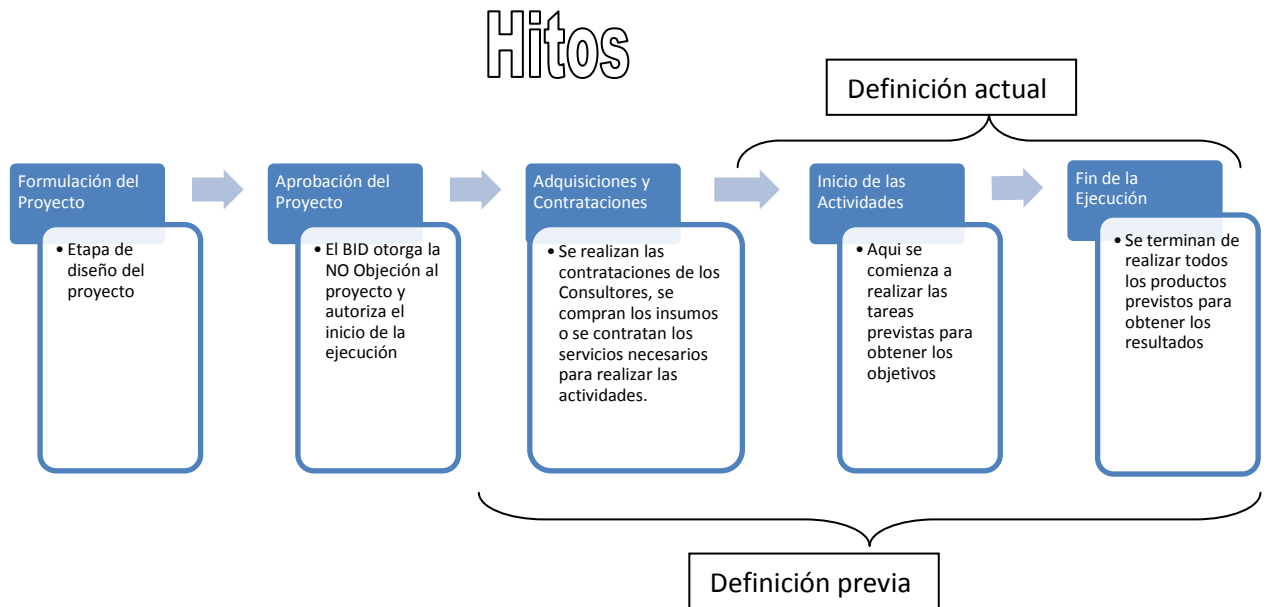 Hitos
Definición actual
Formulación del
Proyecto
• Etapa de
diseño del
proyecto
Aprobación del
Proyecto
• El BID otorga la
NO Objeción al
proyecto y
autoriza el
inicio de la
ejecución
Adquisiciones y
Contrataciones
• Se realizan las
contrataciones de los
Consultores, se
compran los insumos
o se contratan los
servicios necesarios
para realizar las
actividades.
Inicio de las
Actividades
• Aqui se
comienza a
realizar las
tareas
previstas para
obtener los
objetivos
Fin de la
Ejecución
• Se terminan de
realizar todos
los productos
previstos para
obtener los
resultados
Definición previa